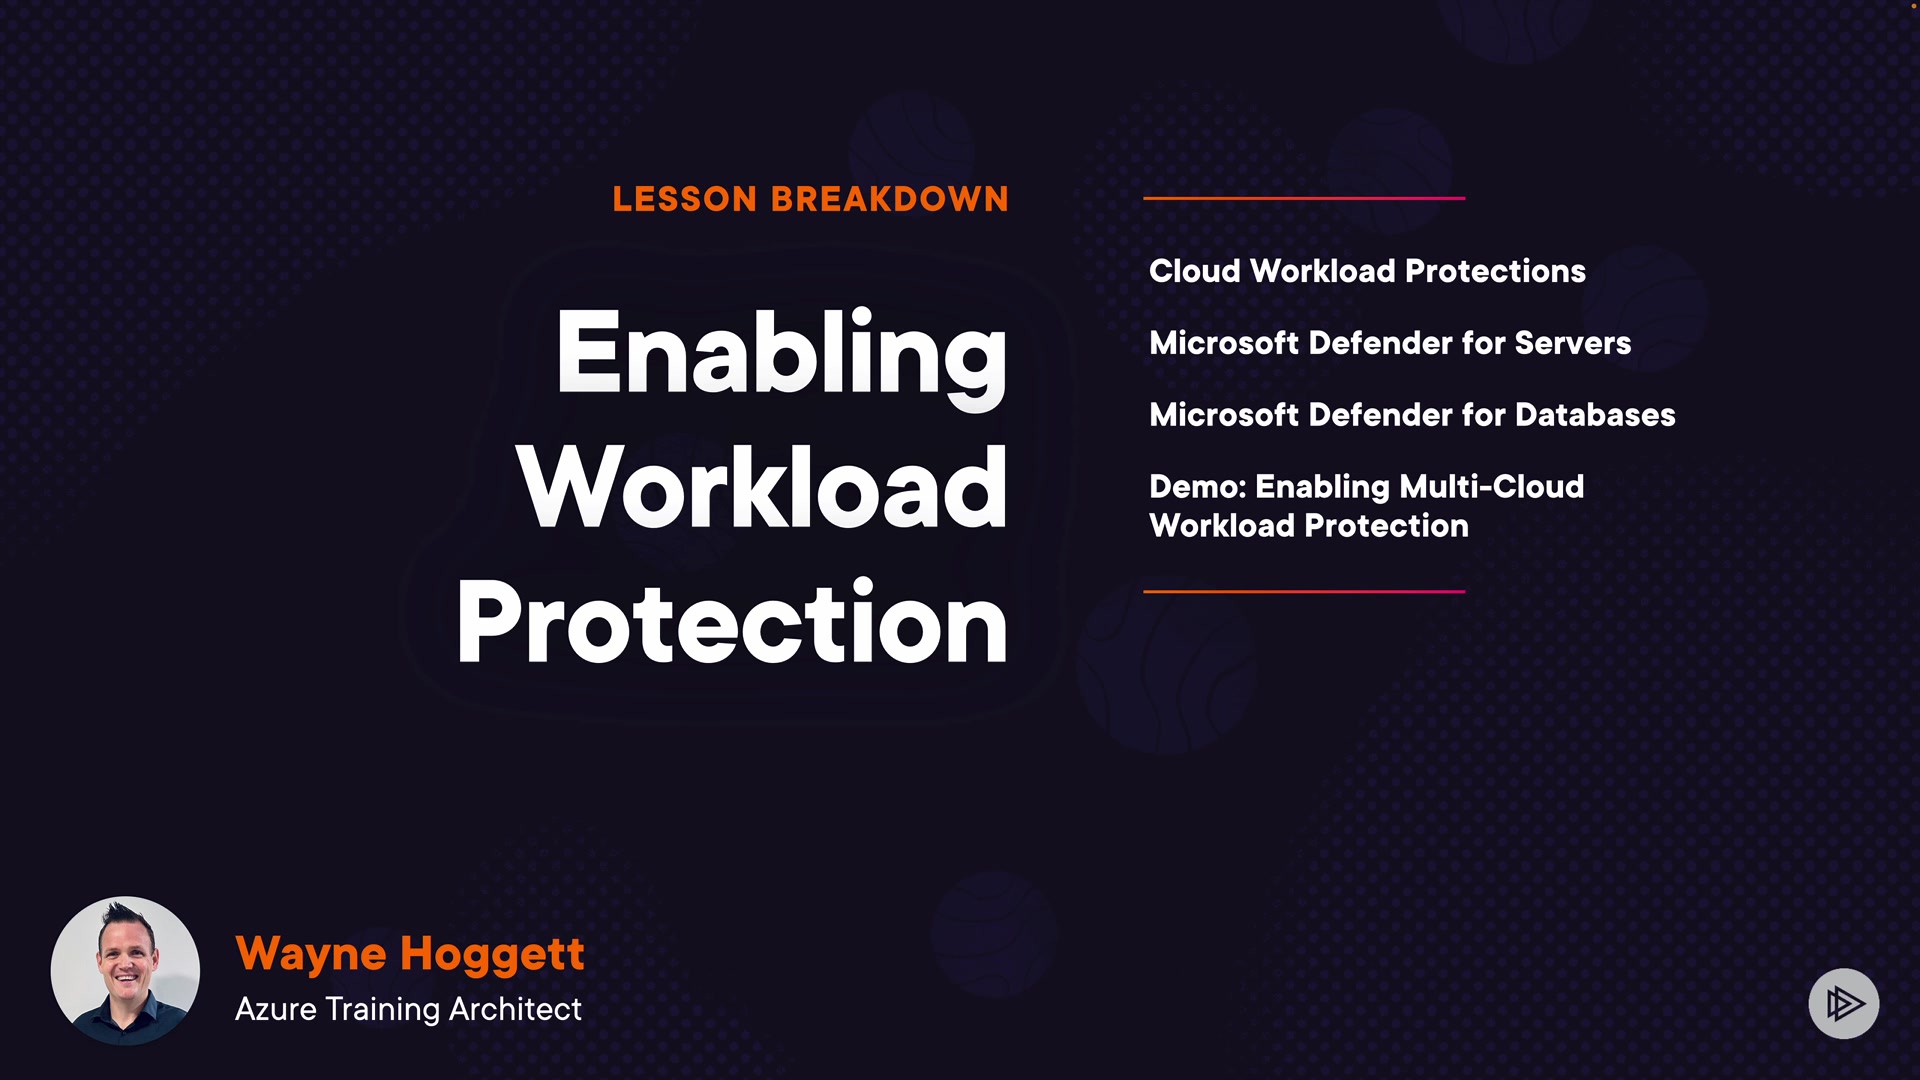 LESSON BREAKDOWN
Enabling
Workload
Protection
Cloud Workload Protections
Microsoft Defender for Servers
Microsoft Defender for Databases
Demo: Enabling Multi-Cloud
Workload Protection
Wayne Hoggett
Azure Training Architect